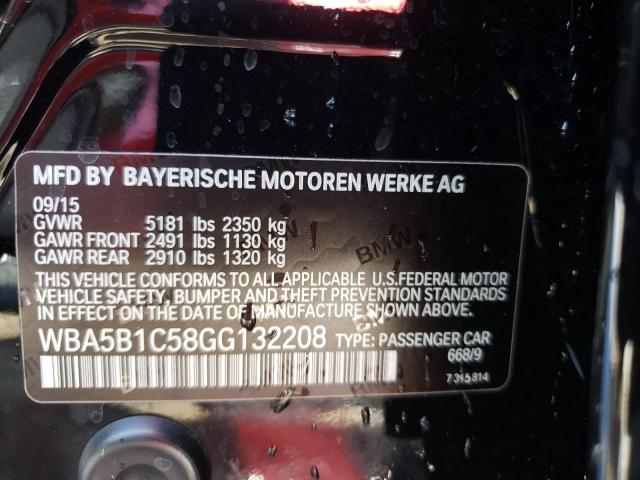 MFD BY BAYERISCHE MOTOREN WERKE AG
09/15
GVWR 5181 lbs 2350 kg
GAWR FRONT 2491 lbs 1130 kg
GAWR REAR 2910 lbs 1320 kg
THIS VEHICLE CONFORMS TO ALL APPLICABLE U.S.FEDERAL MOTOR
VEHICLE SAFETY, BUMPER AND THEFT PREVENTION STANDARDS
IN EFFECT ON THE DATE OF MANUFACTURE SHOWN ABOVE.
WBA5B1C58GG132208 TYPE: PASSENGER CAR
668/9
7315814
BMW